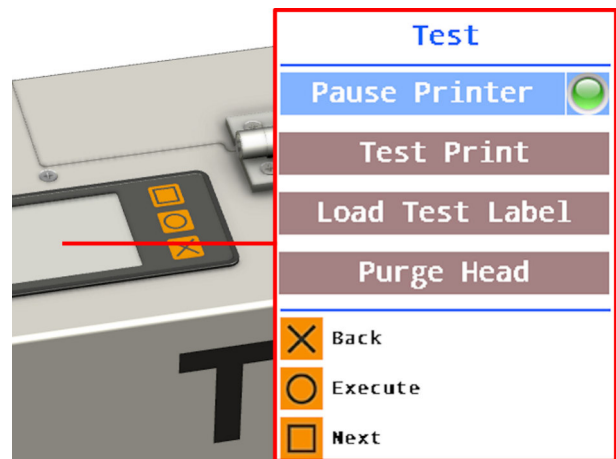 Test
Pause Printer
Test Print
Load Test Label
Purge Head
Back
Execute
Next
T